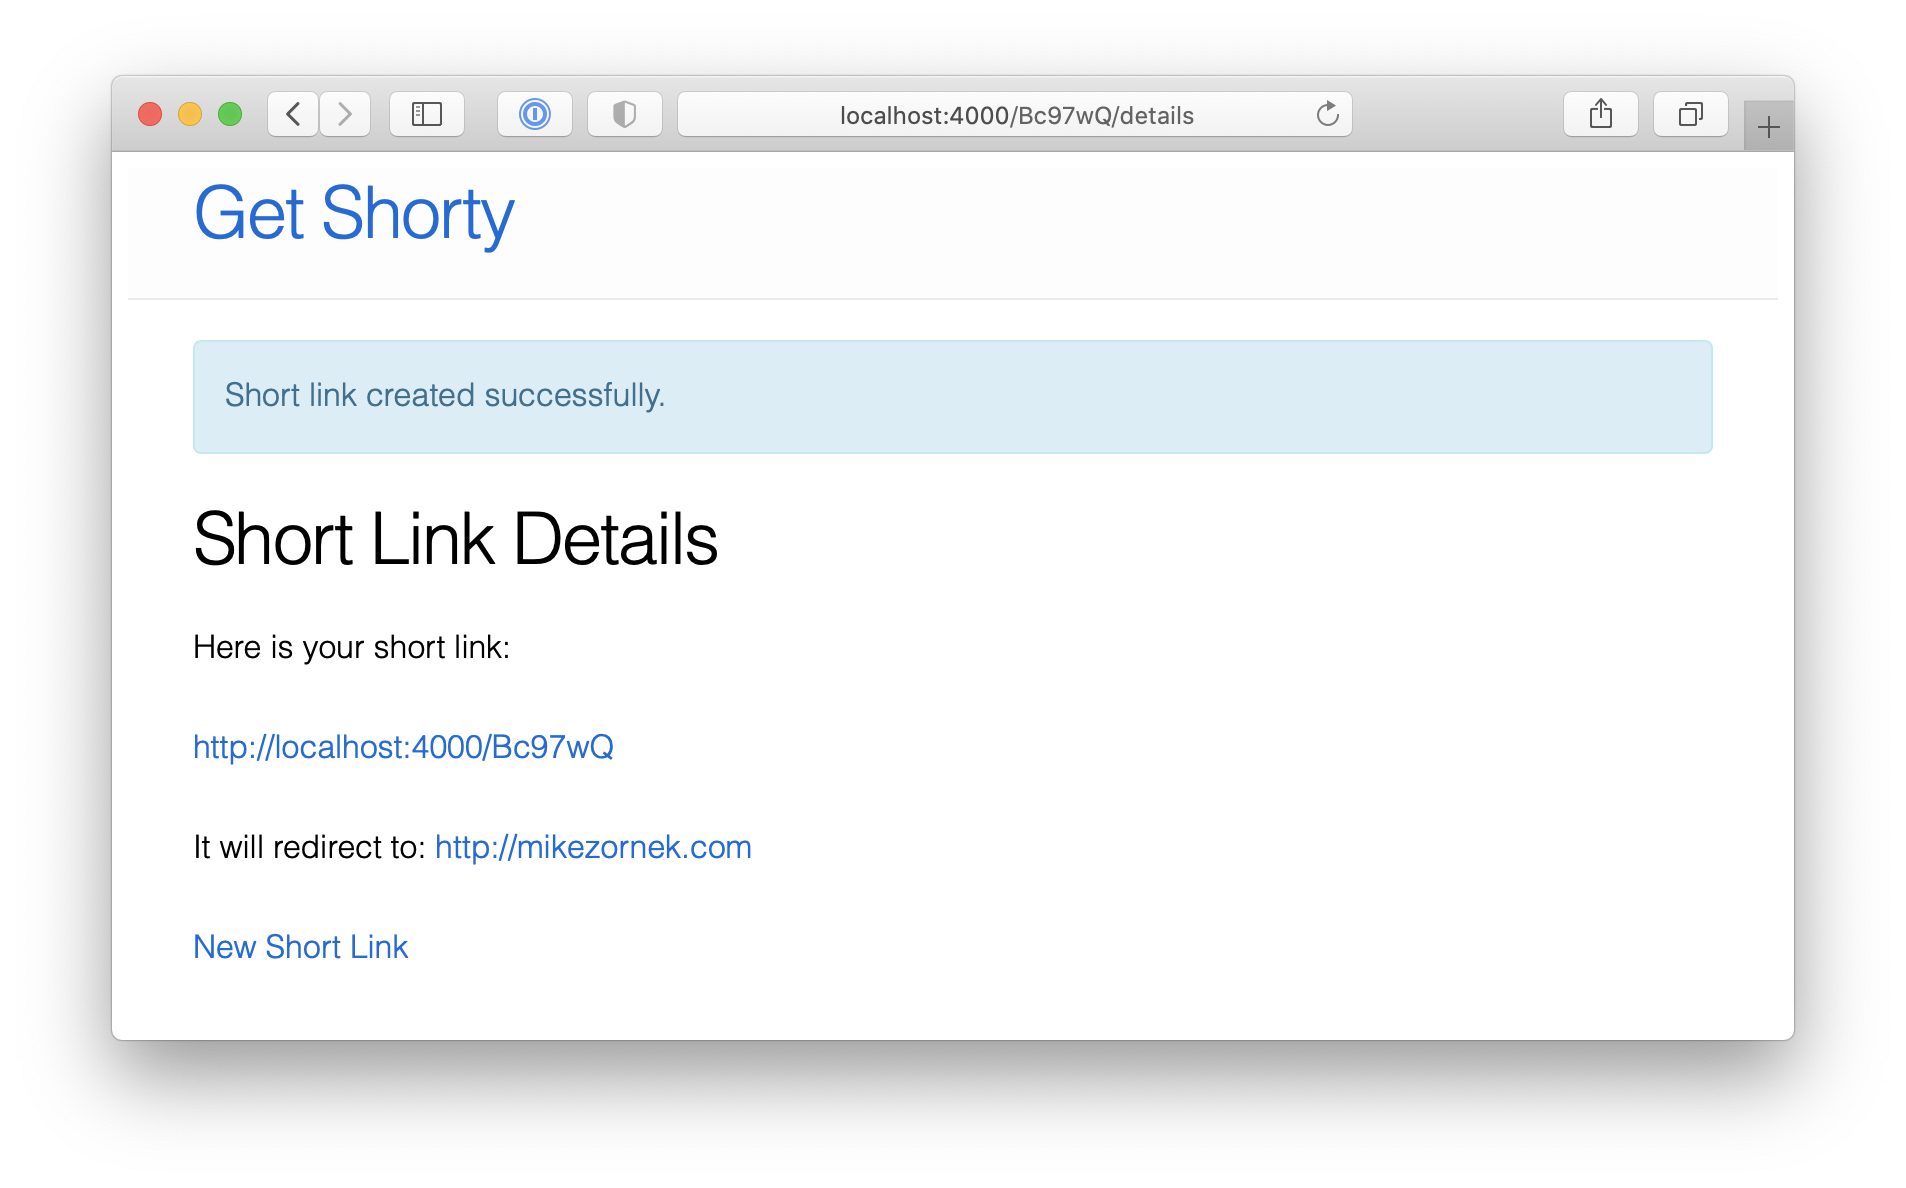 localhost:4000/Bc97wQ/details
Get Shorty
Short link created successfully.
Short Link Details
Here is your short link:
http://localhost:4000/Bc97wQ
It will redirect to: http://mikezornek.com
New Short Link